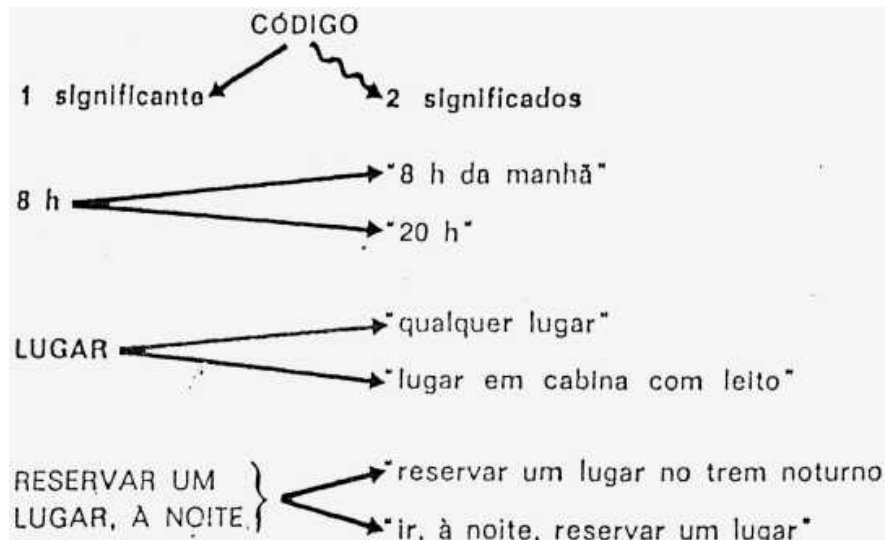 CÓDIGO
1 significante 2 significados
"8 h da manhã"
8 h
"20 h"
"qualquer lugar"
LUGAR
"lugar em cabina com leito"
RESERVAR UM "reservar um lugar no trem noturno
LUGAR, À NOITE. "ir, à noite, reservar um lugar"